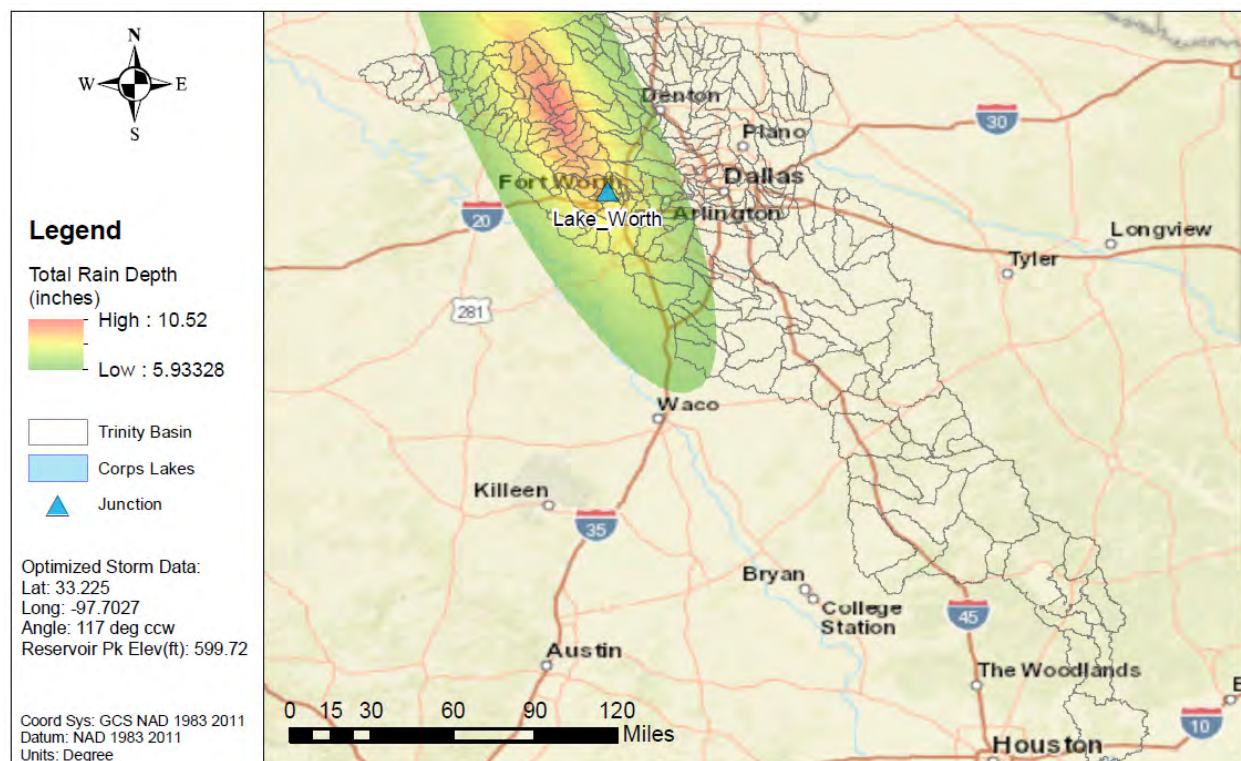 N
W
E
S
Legend
Total Rain Depth
(inches)
High : 10.52
Low : 5.93328
Trinity Basin
Corps Lakes
Junction
Optimized Storm Data:
Lat: 33.225
Long: -97.7027
Angle: 117 deg ccw
Reservoir Pk Elev(ft): 599.72
Coord Sys: GCS NAD 1983 2011
Datum: NAD 1983 2011
Units: Degree
Denton
30
Plano
Fort Worth
Dallas
20
Lake_Worth
Arlington
Longview
Tyler
281
Waco
Killeen
35
Bryan
College
Station
45
Austin
The Woodlands
0 15 30 60 90 120
Miles
10
Houston